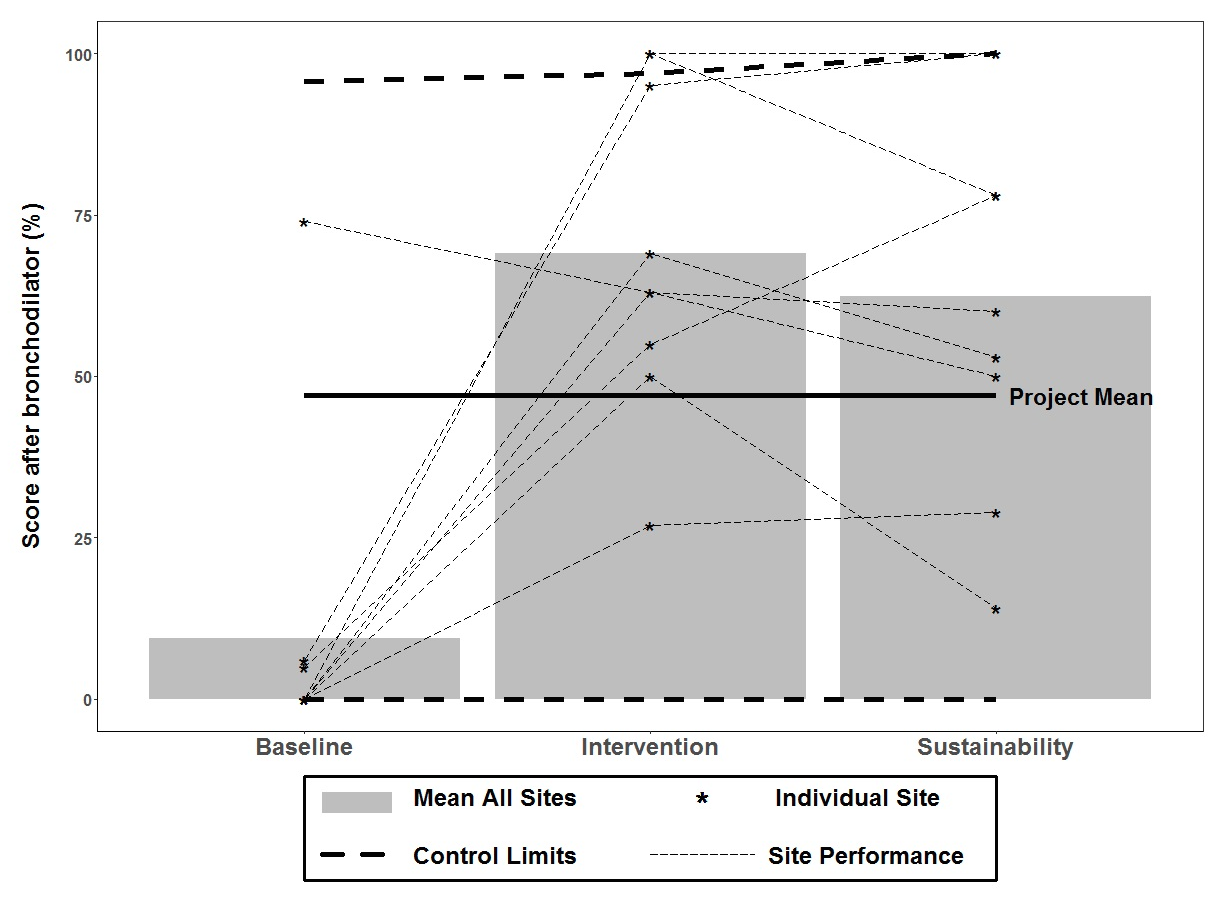 Score after bronchodilator (%)
100
75
50
25
0
Project Mean
Baseline
Intervention
Sustainability
Mean All Sites
Individual Site
Control Limits
Site Performance